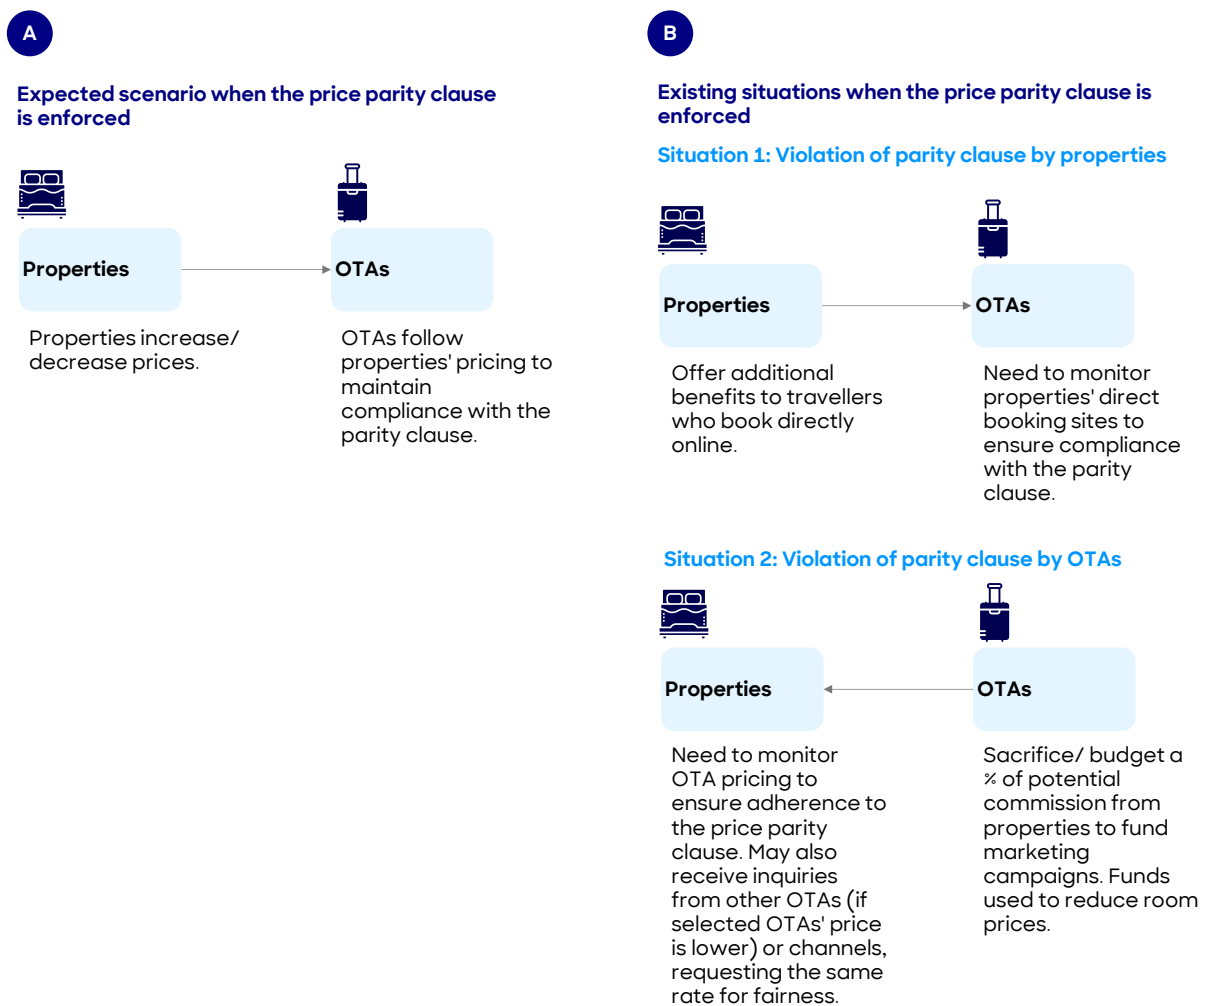 A
Expected scenario when the price parity clause
is enforced
Properties
OTAs
Properties increase/
decrease prices.
OTAs follow
properties' pricing to
maintain
compliance with the
parity clause.
B
Existing situations when the price parity clause is
enforced
Situation 1: Violation of parity clause by properties
Properties
OTAs
Offer additional
benefits to travellers
who book directly
online.
Need to monitor
properties' direct
booking sites to
ensure compliance
with the parity
clause.
Situation 2: Violation of parity clause by OTAs
Properties
OTAs
Need to monitor
OTA pricing to
ensure adherence to
the price parity
clause. May also
receive inquiries
from other OTAs (if
selected OTAs' price
is lower) or channels,
requesting the same
rate for fairness.
Sacrifice/ budget a
% of potential
commission from
properties to fund
marketing
campaigns. Funds
used to reduce room
prices.